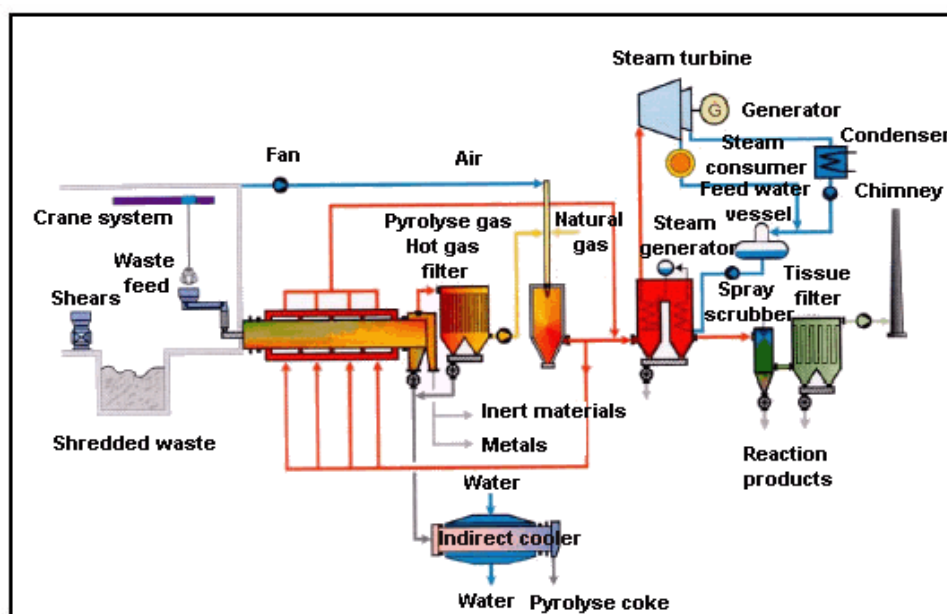 Steam turbine
G
Generator
Steam
consumer
Condenser
Fan
Air
Feed water
vessel
Chimney
Crane system
Pyrolyse gas
Hot gas
filter
Natural
gas
Steam
generator
Waste
feed
Shears
Spray
scrubber
Tissue
filter
Inert materials
Metals
Shredded waste
Reaction
products
Water
Indirect cooler
Water
Pyrolyse coke